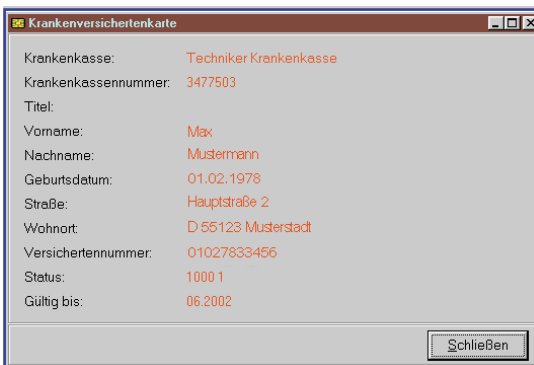 Krankenversichertenkarte
Krankenkasse: Techniker Krankenkasse
Krankenkassennummer: 3477503
Titel:
Vorname: Max
Nachname: Mustermann
Geburtsdatum: 01.02.1978
Straße: Hauptstraße 2
Wohnort: D 55123 Musterstadt
Versichertennummer: 01027833456
Status: 1000 1
Gültig bis: 06.2002
Schließen